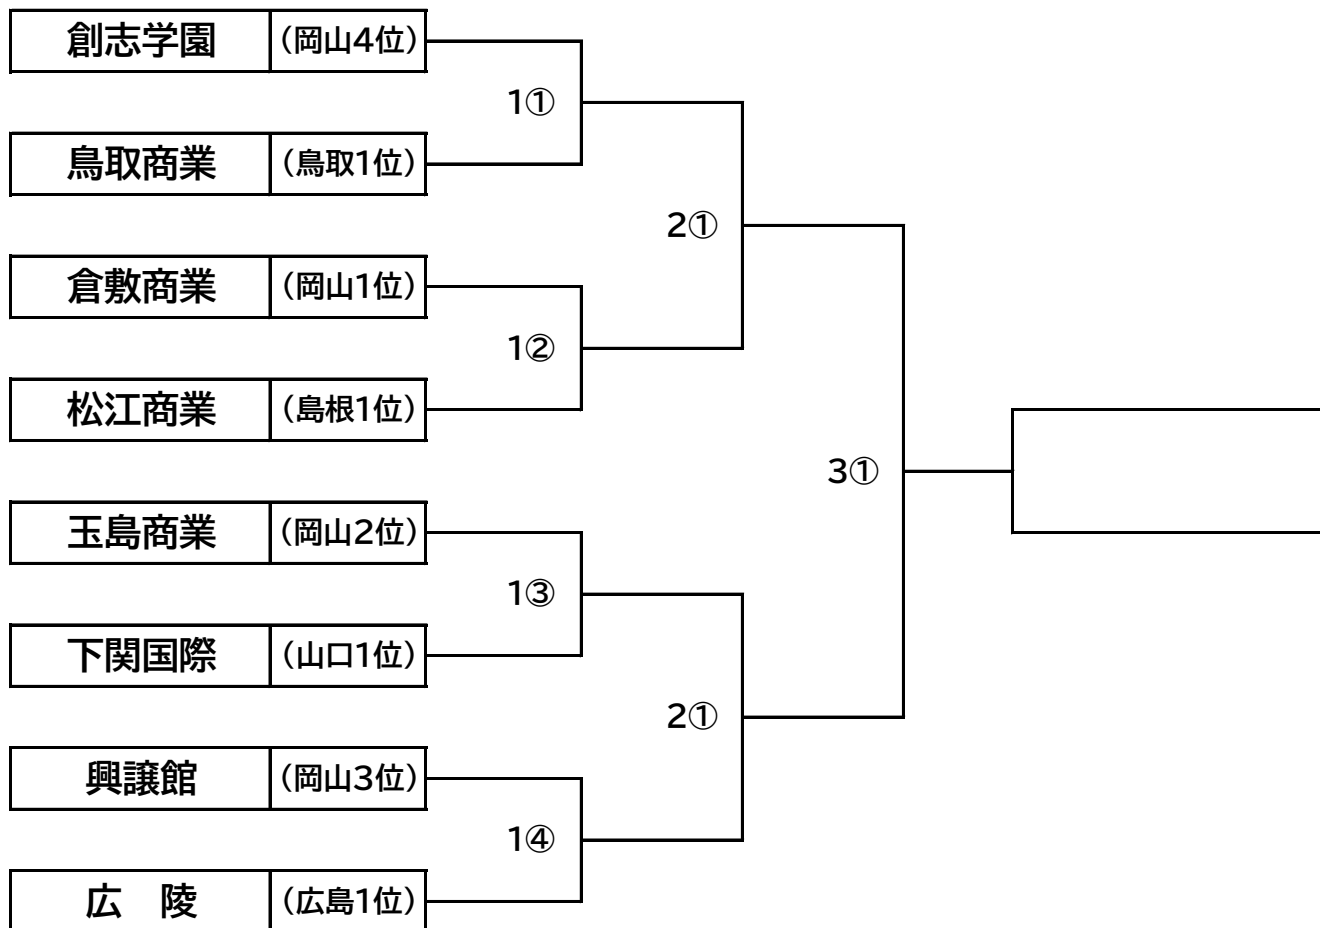 創志学園 (岡山4位)
1①
鳥取商業 (鳥取1位)
2①
倉敷商業 (岡山1位)
1②
松江商業 (島根1位)
3①
玉島商業 (岡山2位)
1③
下関国際 (山口1位)
2①
興譲館 (岡山3位)
1④
広　陵 (広島1位)